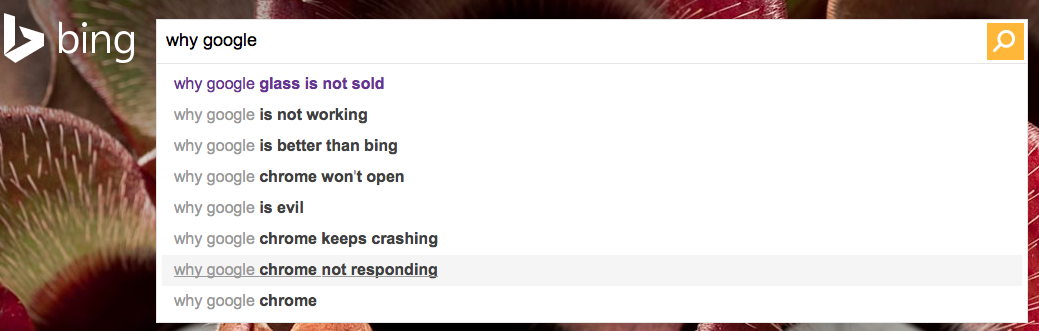 bing
why google
why google glass is not sold
why google is not working
why google is better than bing
why google chrome won't open
why google is evil
why google chrome keeps crashing
why google chrome not responding
why google chrome